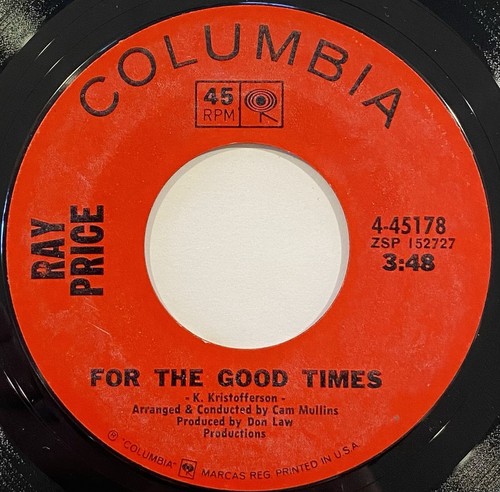 COLUMBIA
45
RPM
RAY
PRICE
4-45178
ZSP 152727
3:48
FOR THE GOOD TIMES
- K. Kristofferson -
Arranged & Conducted by Cam Mullins
Produced by Don Law
Productions
® "COLUMBIA" MARCAS REG. PRINTED IN U.S.A.